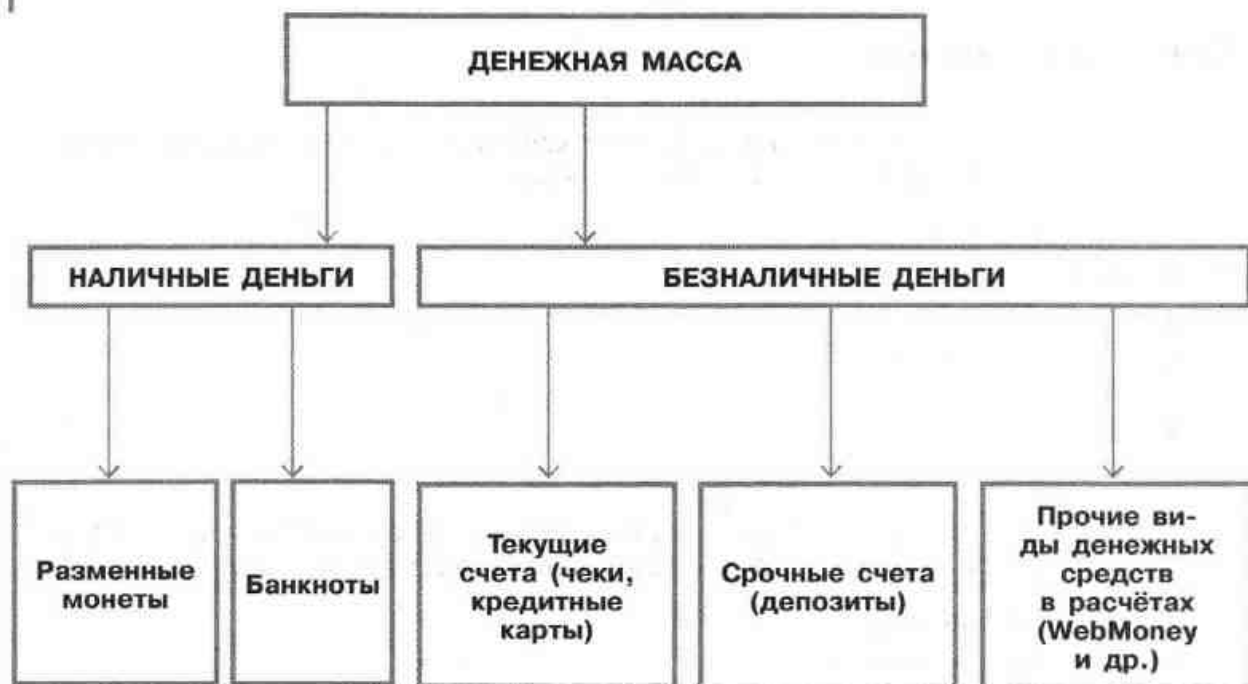 ДЕНЕЖНАЯ МАССА
НАЛИЧНЫЕ ДЕНЬГИ
БЕЗНАЛИЧНЫЕ ДЕНЬГИ
Разменные
монеты
Банкноты
Текущие
счета (чеки,
кредитные
карты)
Срочные счета
(депозиты)
Прочие ви-
ды денежных
средств
в расчётах
(WebMoney
и др.)